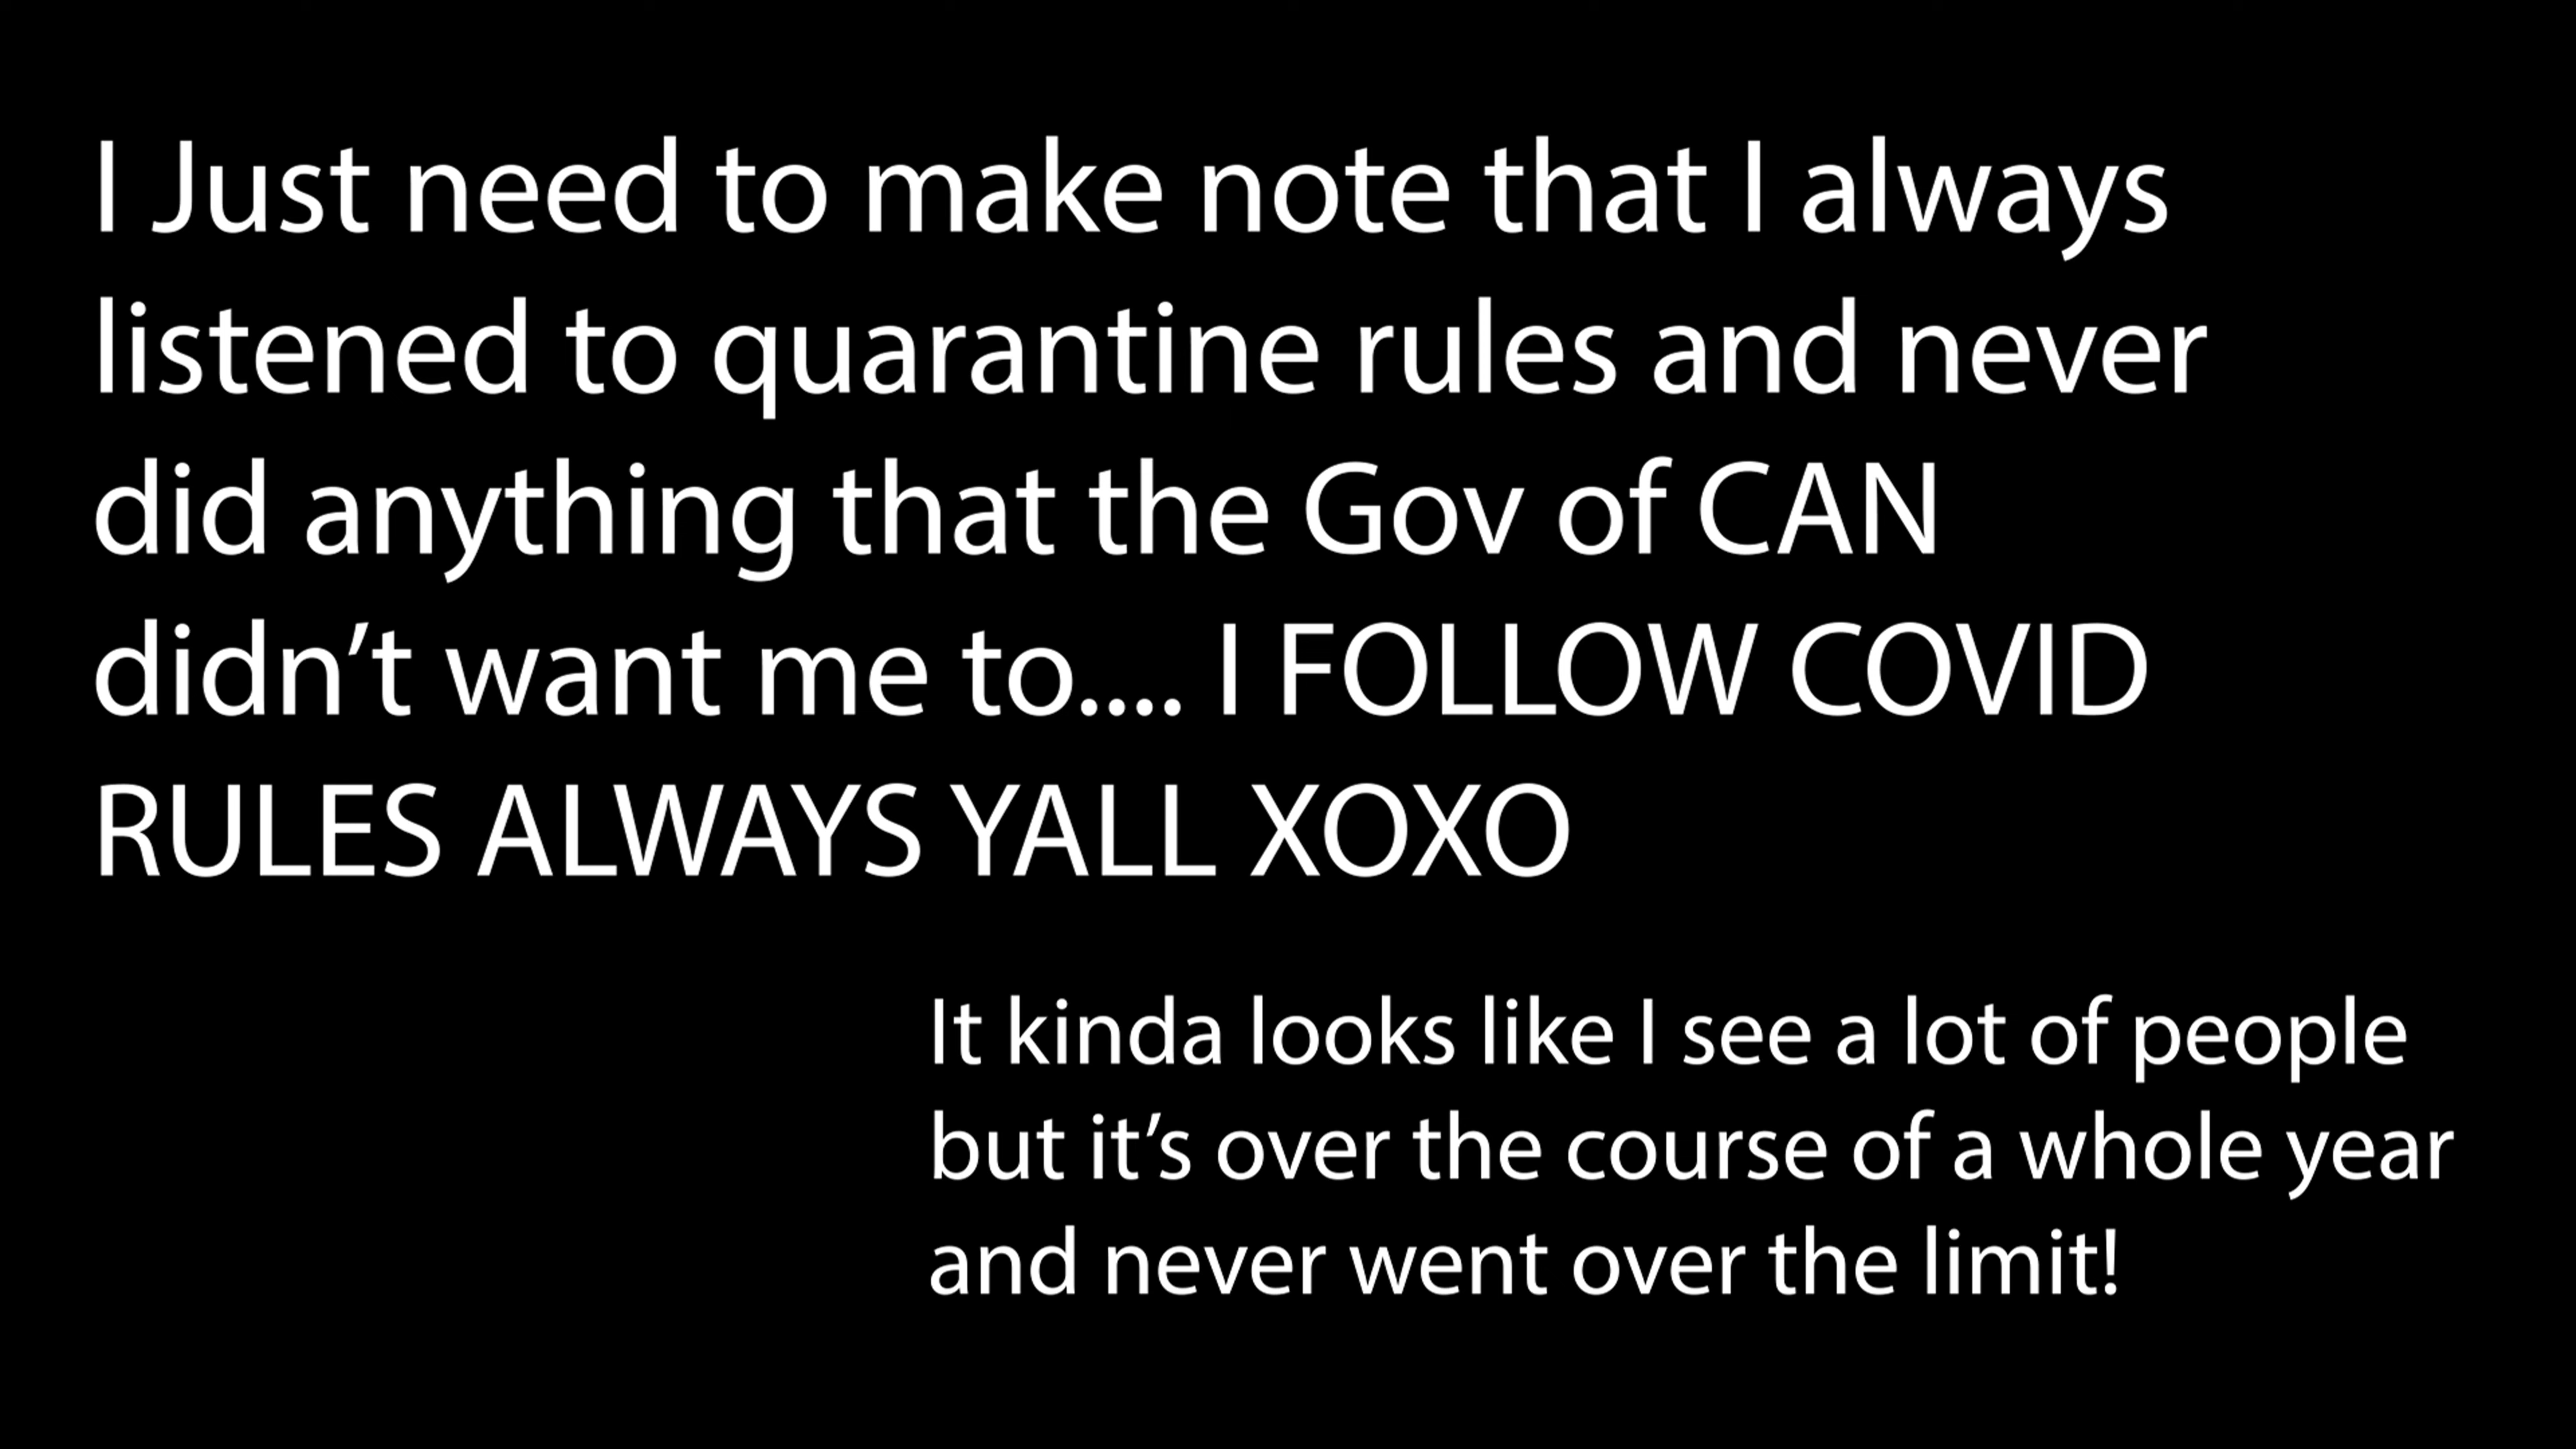 I Just need to make note that I always
listened to quarantine rules and never
did anything that the Gov of CAN
didn’t want me to.... I FOLLOW COVID
RULES ALWAYS YALL XOXO
It kinda looks like I see a lot of people
but it’s over the course of a whole year
and never went over the limit!